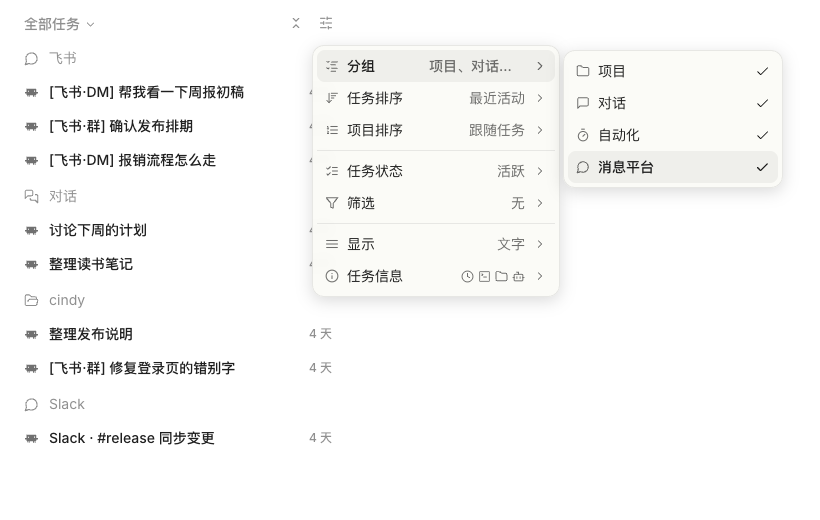 全部任务
飞书
[飞书·DM] 帮我看一下周报初稿
[飞书·群] 确认发布排期
[飞书·DM] 报销流程怎么走
对话
讨论下周的计划
整理读书笔记
cindy
整理发布说明 4 天
[飞书·群] 修复登录页的错别字 4 天
Slack
Slack · #release 同步变更 4 天
分组 项目、对话...
任务排序 最近活动
项目排序 跟随任务
任务状态 活跃
筛选 无
显示 文字
任务信息
项目
对话
自动化
消息平台